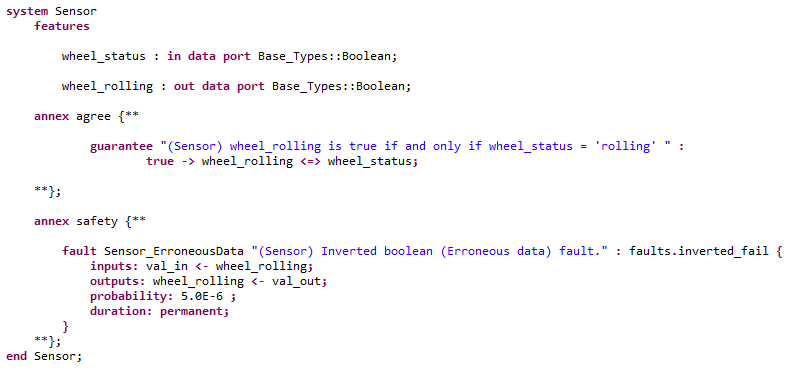 system Sensor
features
wheel_status : in data port Base_Types::Boolean;
wheel_rolling : out data port Base_Types::Boolean;
annex agree {**
guarantee "(Sensor) wheel_rolling is true if and only if wheel_status = 'rolling' " :
true -> wheel_rolling <=> wheel_status;
**};
annex safety {**
fault Sensor_ErroneousData "(Sensor) Inverted boolean (Erroneous data) fault." : faults.inverted_fail {
inputs: val_in <- wheel_rolling;
outputs: wheel_rolling <- val_out;
probability: 5.0E-6 ;
duration: permanent;
}
**};
end Sensor;